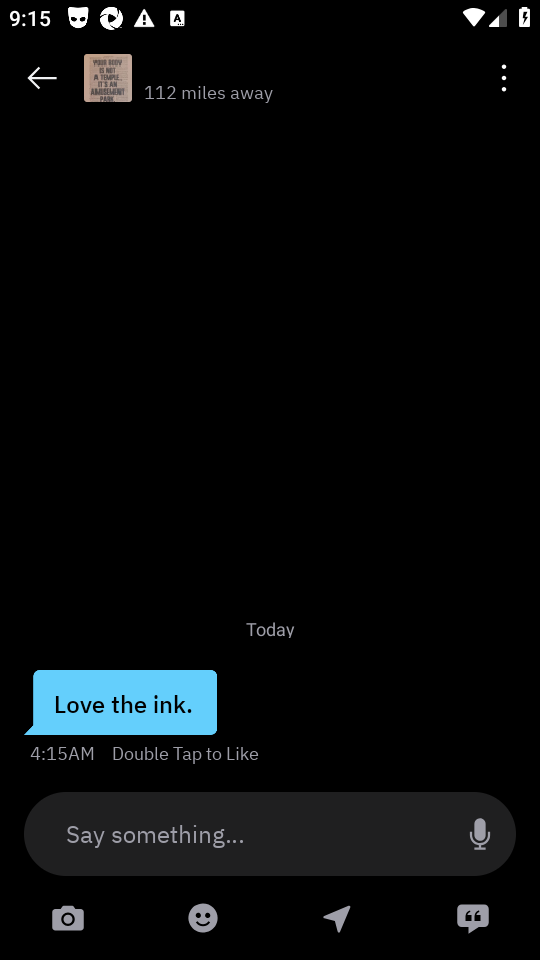 9:15
YOUR BODY
IS NOT
A TEMPLE..
IT'S AN
AMUSEMENT
PARK.
112 miles away
Today
Love the ink.
4:15AM Double Tap to Like
Say something...